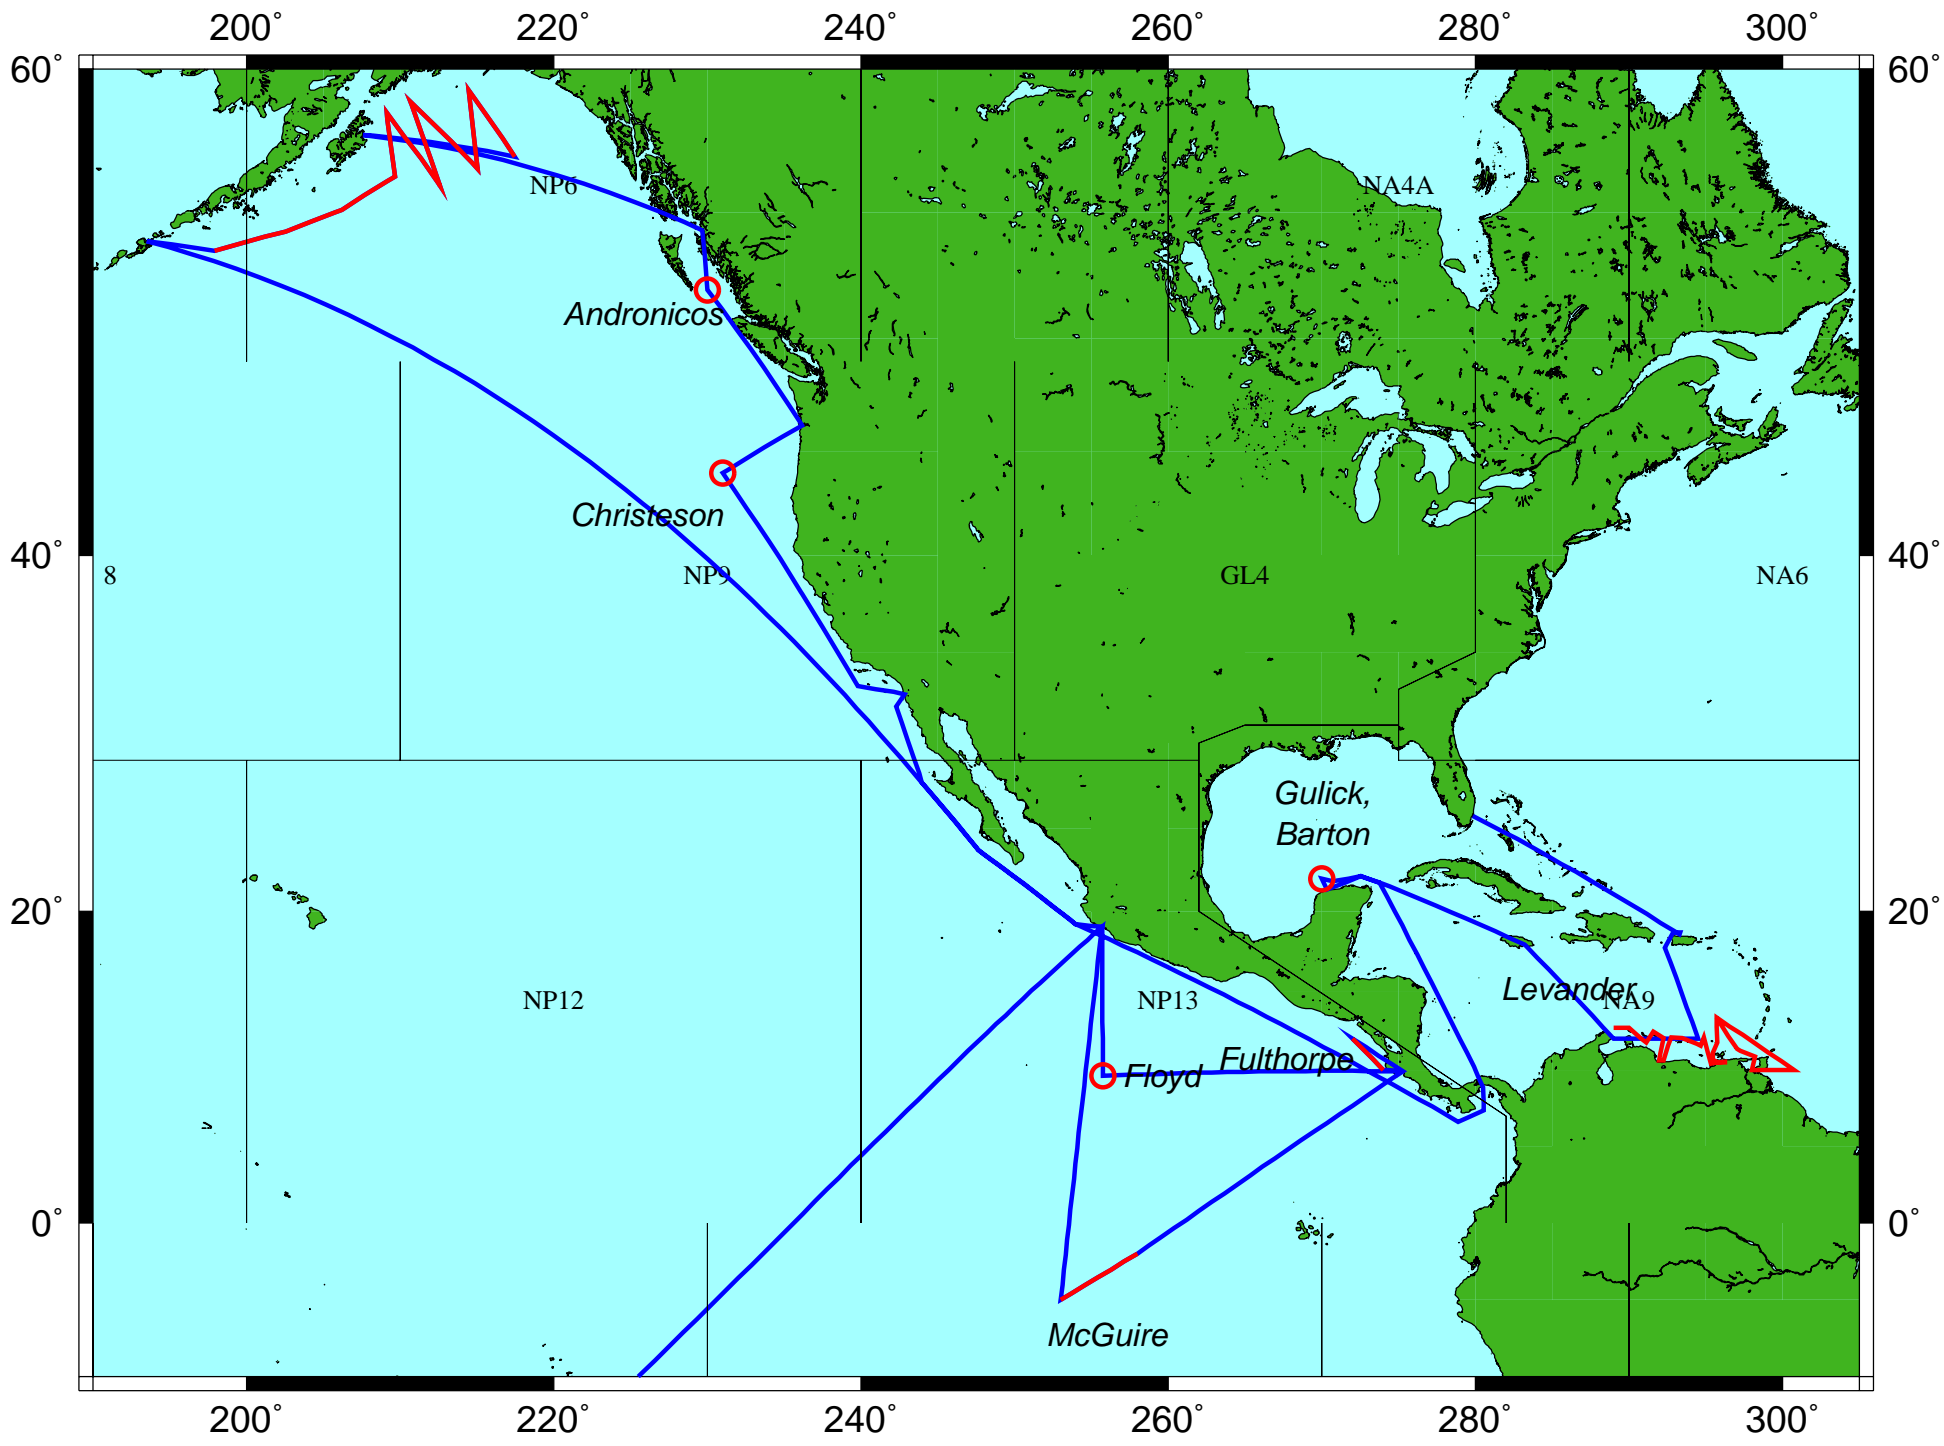 200° 220° 240° 260° 280° 300°
60° 60°
NP6 NA4A
Andronicos
Christeson
40° 40°
8 NP9 GL4 NA6
Gulick,
Barton
20° 20°
Levander
NP12 NP13 NA9
Fulthorpe
Floyd
0° 0°
McGuire
200° 220° 240° 260° 280° 300°